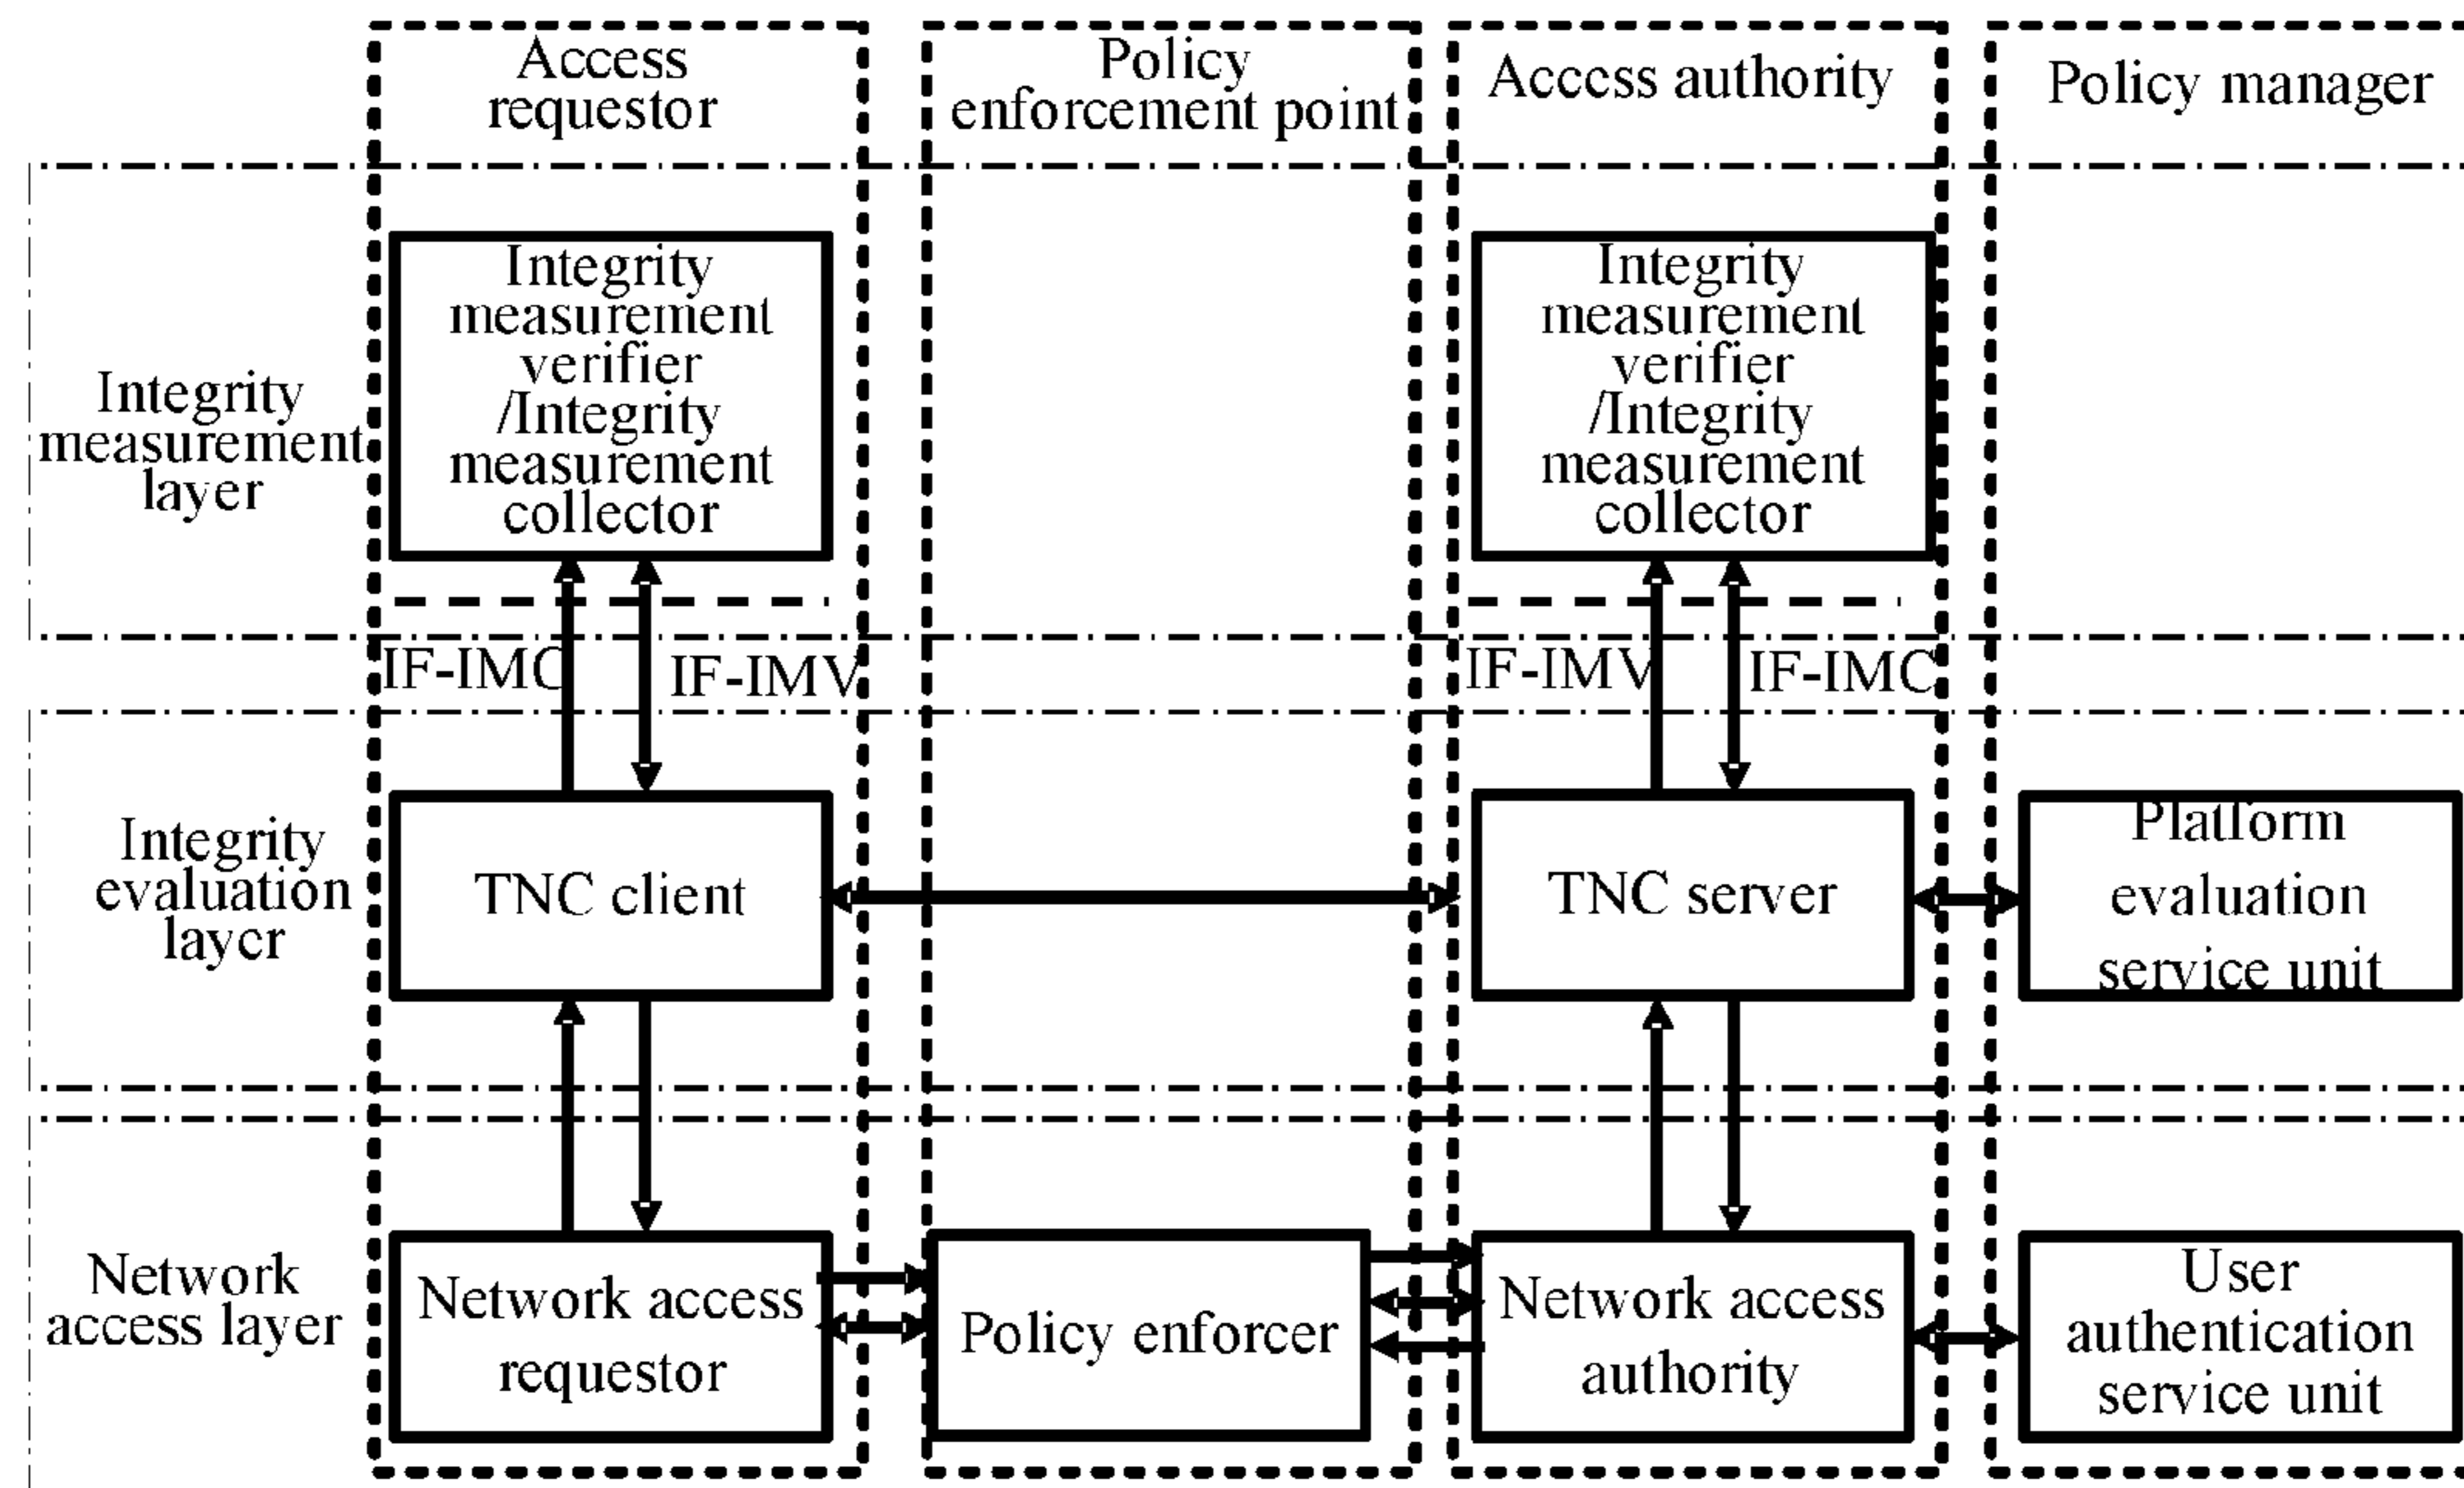 Access
requestor
Policy
enforcement point
Access authority
Policy manager
Integrity
measurement
layer
Integrity
measurement
verifier
/Integrity
measurement
collector
Integrity
measurement
verifier
/Integrity
measurement
collector
IF-IMC
IF-IMV
IF-IMV
IF-IMC
Integrity
evaluation
layer
TNC client
TNC server
Platform
evaluation
service unit
Network
access layer
Network access
requestor
Policy enforcer
Network access
authority
User
authentication
service unit